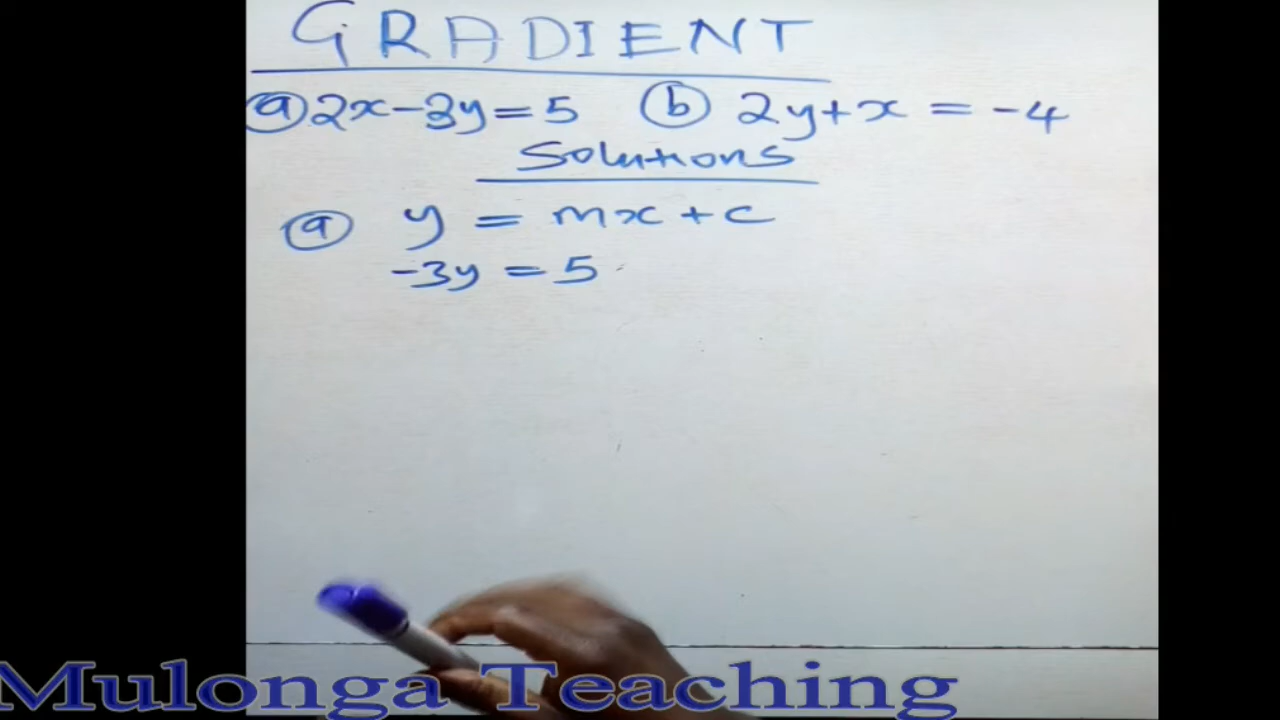 GRADIENT
(a) 2x-3y=5 (b) 2y+x = -4
Solutions
(a) y = mx + c
-3y = 5
Mulonga Teaching